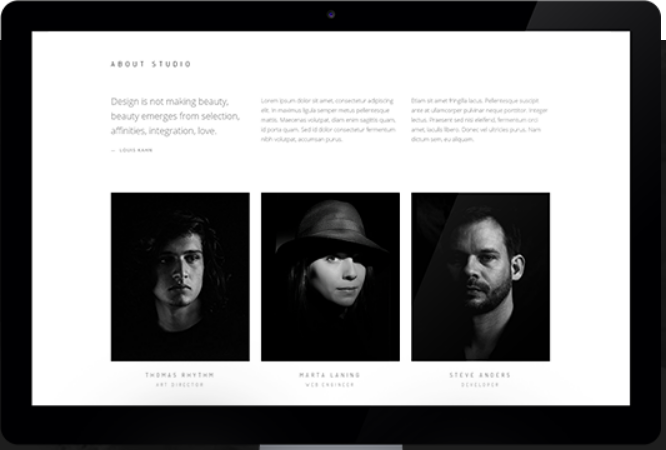 ABOUT STUDIO
Design is not making beauty,
beauty emerges from selection,
affinities, integration, love.
— LOUIS KAHN
Lorem ipsum dolor sit amet, consectetur adipiscing
elit. In maximus ligula semper metus pellentesque
mattis. Maecenas volutpat, diam enim sagittis quam,
id porta quam. Sed id dolor consectetur fermentum
nibh volutpat, accumsan purus.
Etiam sit amet fringilla lacus. Pellentesque suscipit
ante at ullamcorper pulvinar neque porttitor. Integer
lectus. Praesent sed nisi eleifend, fermentum orci
amet, iaculis libero. Donec vel ultricies purus. Nam
dictum sem, eu aliquam.
THOMAS RHYTHM
ART DIRECTOR
MARTA LANING
WEB ENGINEER
STEVE ANDERS
DEVELOPER